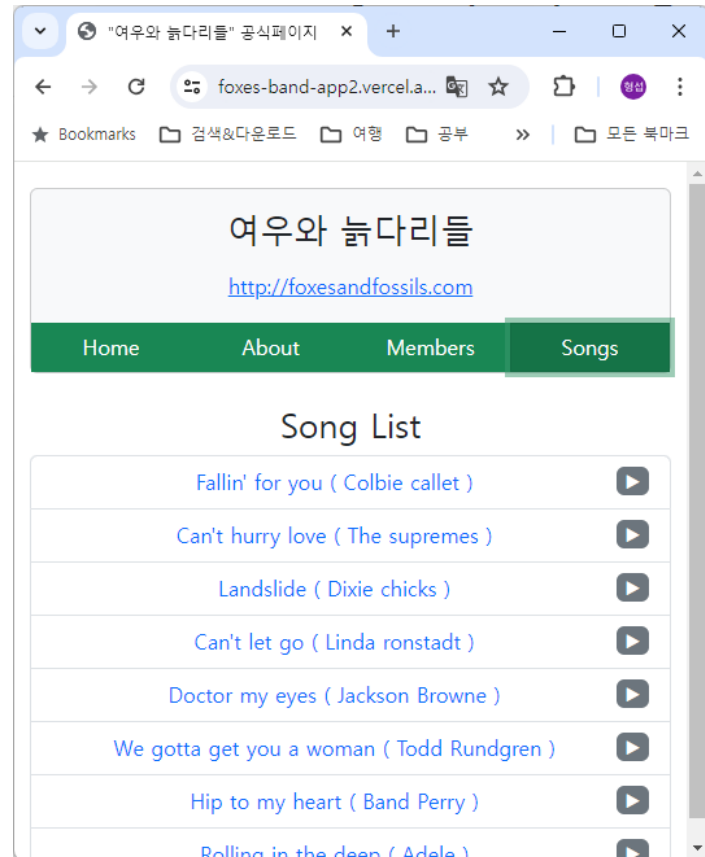 "여우와 늙다리들" 공식페이지
foxes-band-app2.vercel.a...
형섭
Bookmarks 검색&다운로드 여행 공부 » 모든 북마크
여우와 늙다리들
http://foxesandfossils.com
Home About Members Songs
Song List
Fallin' for you ( Colbie callet )
Can't hurry love ( The supremes )
Landslide ( Dixie chicks )
Can't let go ( Linda ronstadt )
Doctor my eyes ( Jackson Browne )
We gotta get you a woman ( Todd Rundgren )
Hip to my heart ( Band Perry )
Rolling in the deep ( Adele )